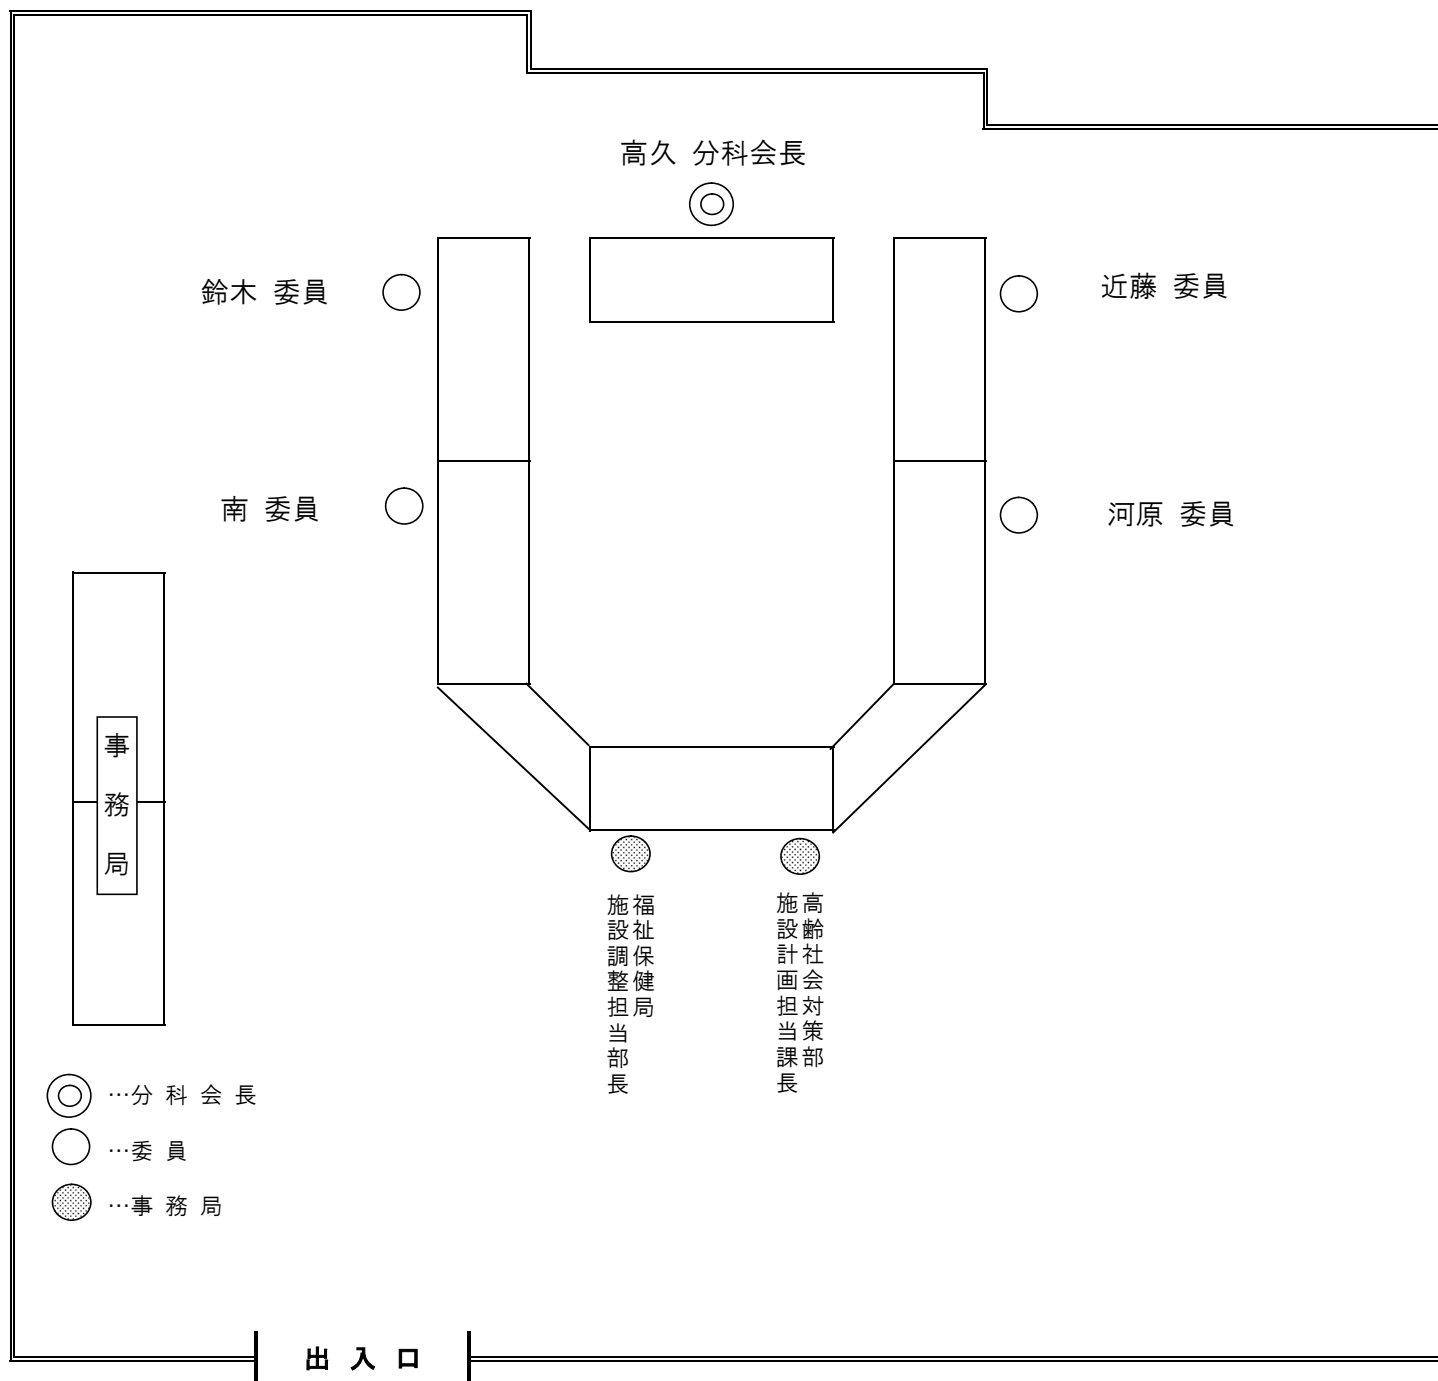 高久 分科会長
鈴木 委員
近藤 委員
南 委員
河原 委員
事務局
福祉保健局
施設調整担当部長
高齢社会対策部
施設計画担当課長
…分科会長
…委員
…事務局
出入口